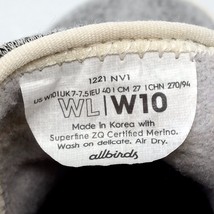 1221 NV1
US W10 | UK 7-7.5 | EU 40 | CM 27 | CHN 270/94
WL | W10
Made in Korea with
Superfine ZQ Certified Merino.
Wash on delicate. Air Dry.
allbirds